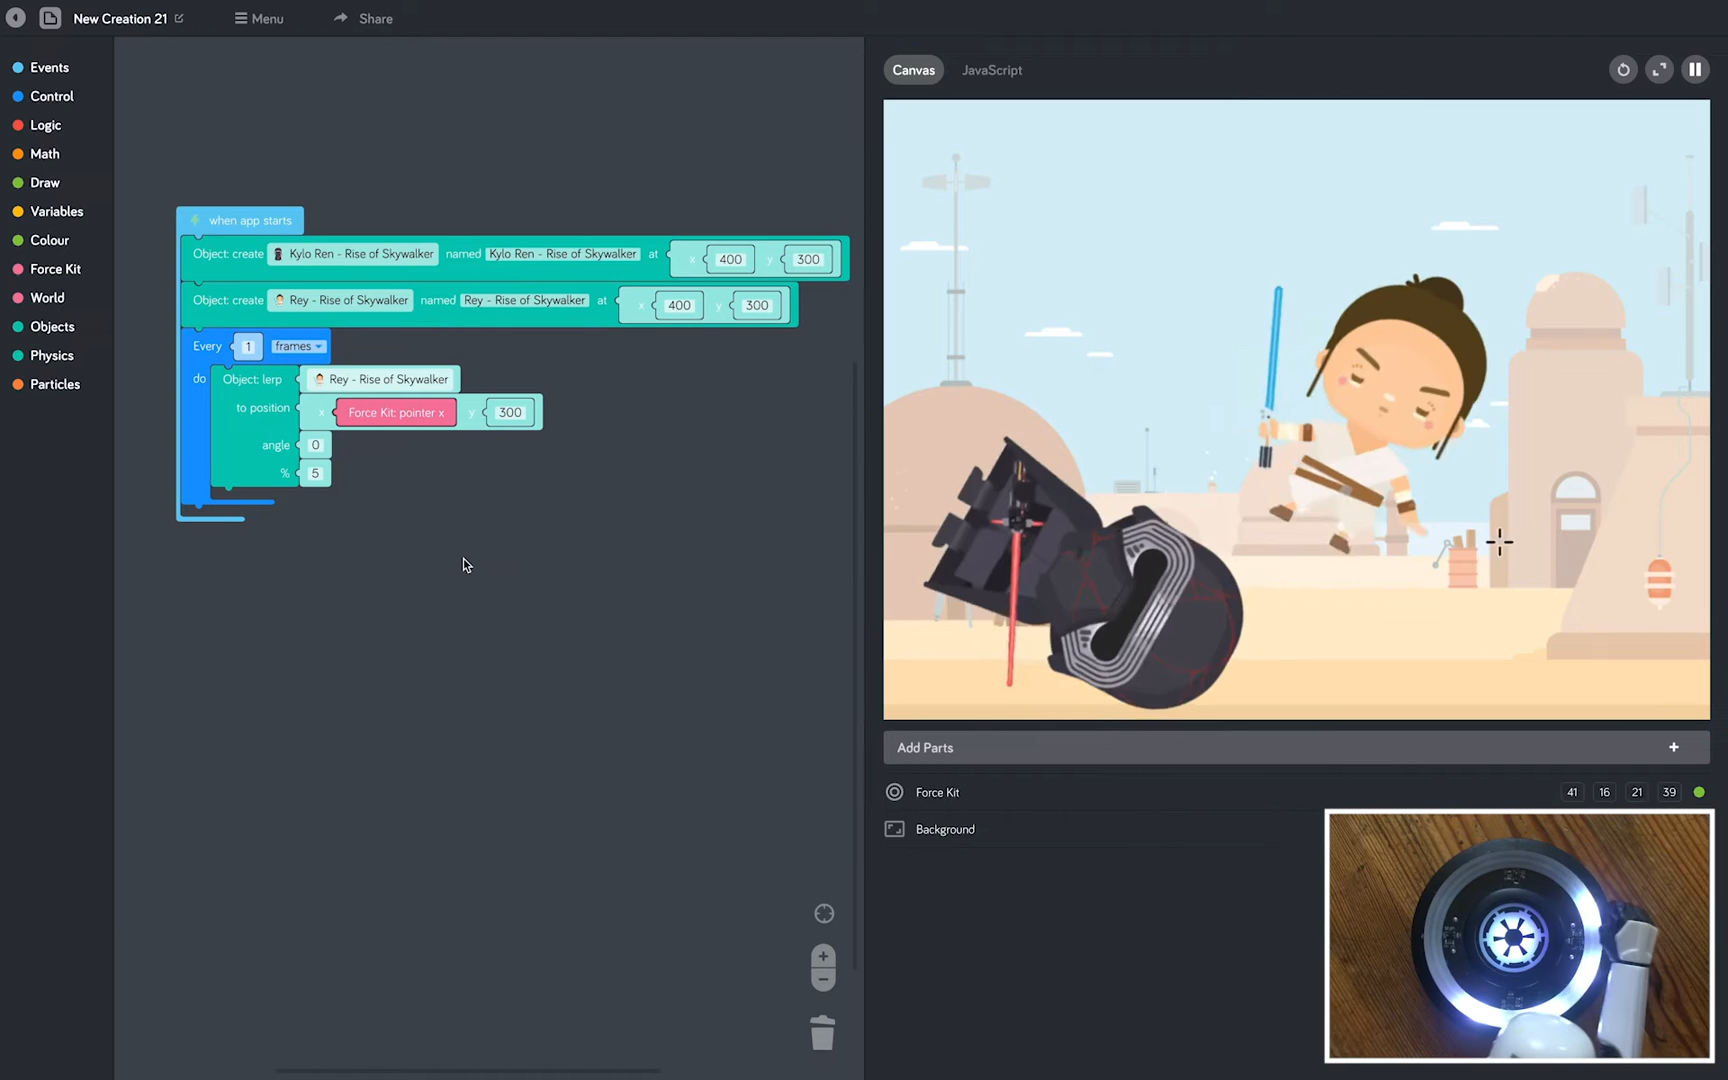 New Creation 21
Menu
Share
Events
Control
Logic
Math
Draw
Variables
Colour
Force Kit
World
Objects
Physics
Particles
when app starts
Object: create Kylo Ren - Rise of Skywalker named Kylo Ren - Rise of Skywalker at x 400 y 300
Object: create Rey - Rise of Skywalker named Rey - Rise of Skywalker at x 400 y 300
Every 1 frames
do Object: lerp Rey - Rise of Skywalker
to position x Force Kit: pointer x y 300
angle 0
% 5
Canvas
JavaScript
Add Parts +
Force Kit 41 16 21 39
Background